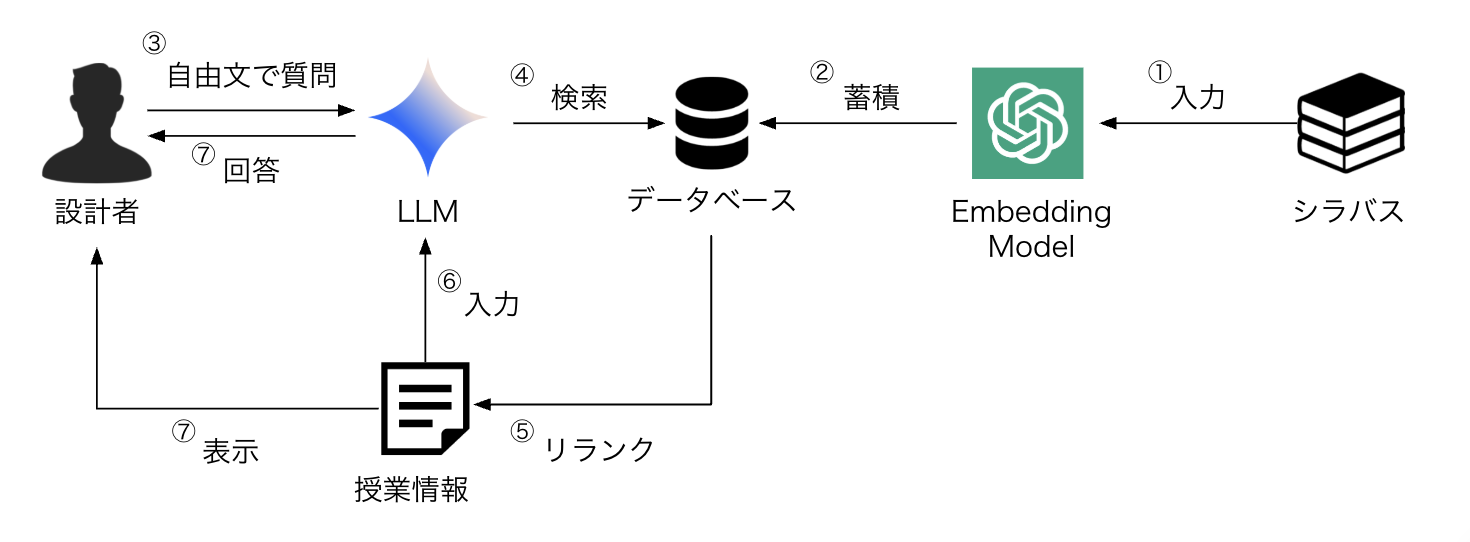 ③
自由文で質問
⑦
回答
設計者
LLM
④
検索
データベース
②
蓄積
Embedding
Model
①
入力
シラバス
⑥
入力
⑤
リランク
⑦
表示
授業情報